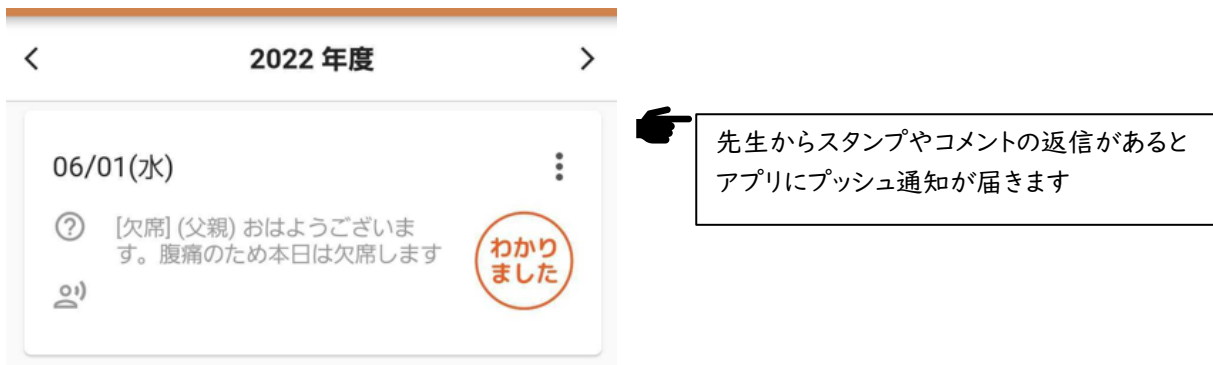 2022 年度
06/01(水)
[欠席] (父親) おはようございま
す。腹痛のため本日は欠席します
わかり
ました
先生からスタンプやコメントの返信があると
アプリにプッシュ通知が届きます